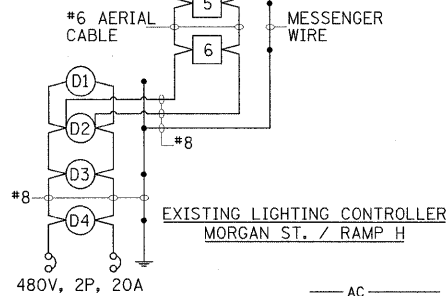 5
#6 AERIAL
CABLE
MESSENGER
WIRE
6
D1
D2
#8
D3
#8
D4
EXISTING LIGHTING CONTROLLER
MORGAN ST. / RAMP H
480V, 2P, 20A
AC